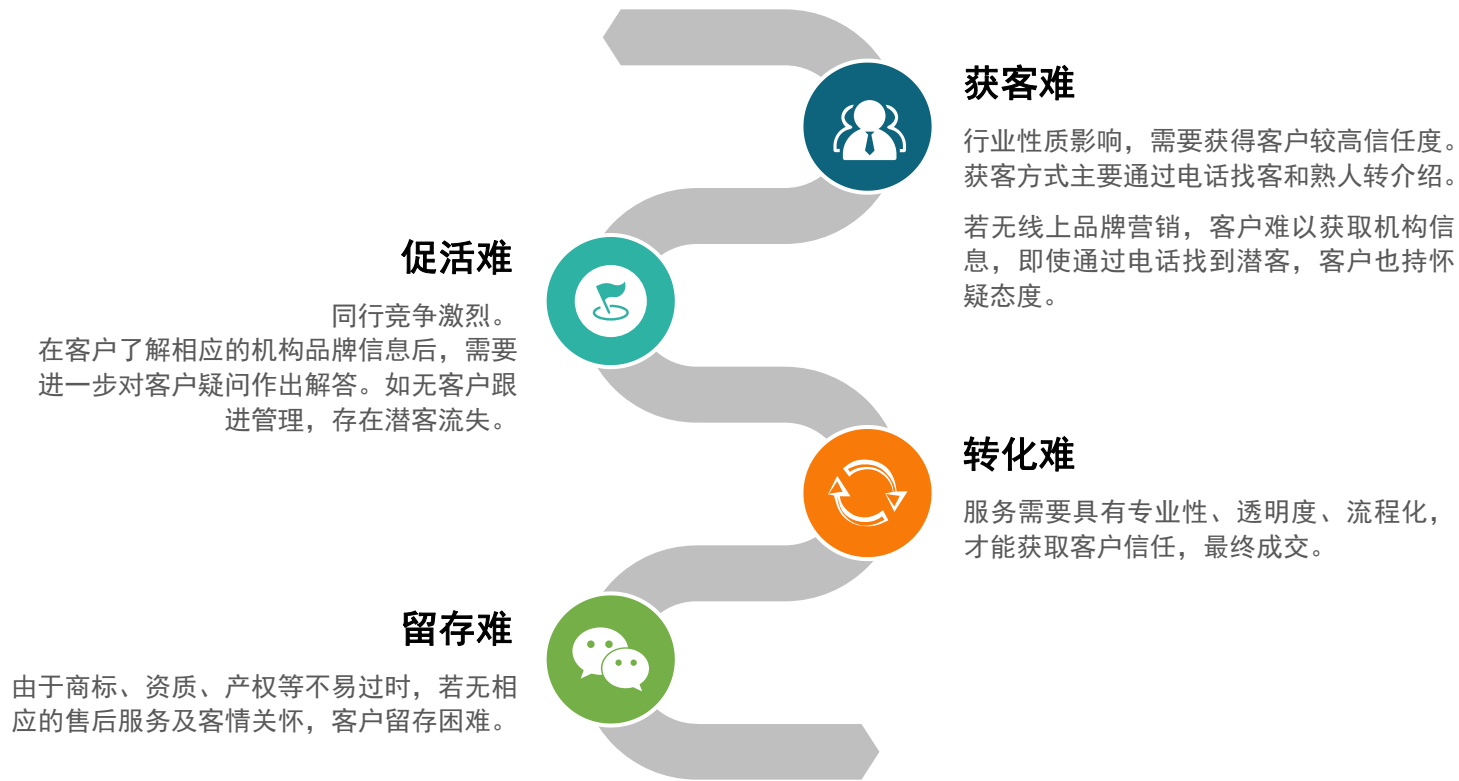 获客难
行业性质影响，需要获得客户较高信任度。
获客方式主要通过电话找客和熟人转介绍。
若无线上品牌营销，客户难以获取机构信
息，即使通过电话找到潜客，客户也持怀
疑态度。
促活难
同行竞争激烈。
在客户了解相应的机构品牌信息后，需要
进一步对客户疑问作出解答。如无客户跟
进管理，存在潜客流失。
转化难
服务需要具有专业性、透明度、流程化，
才能获取客户信任，最终成交。
留存难
由于商标、资质、产权等不易过时，若无相
应的售后服务及客情关怀，客户留存困难。